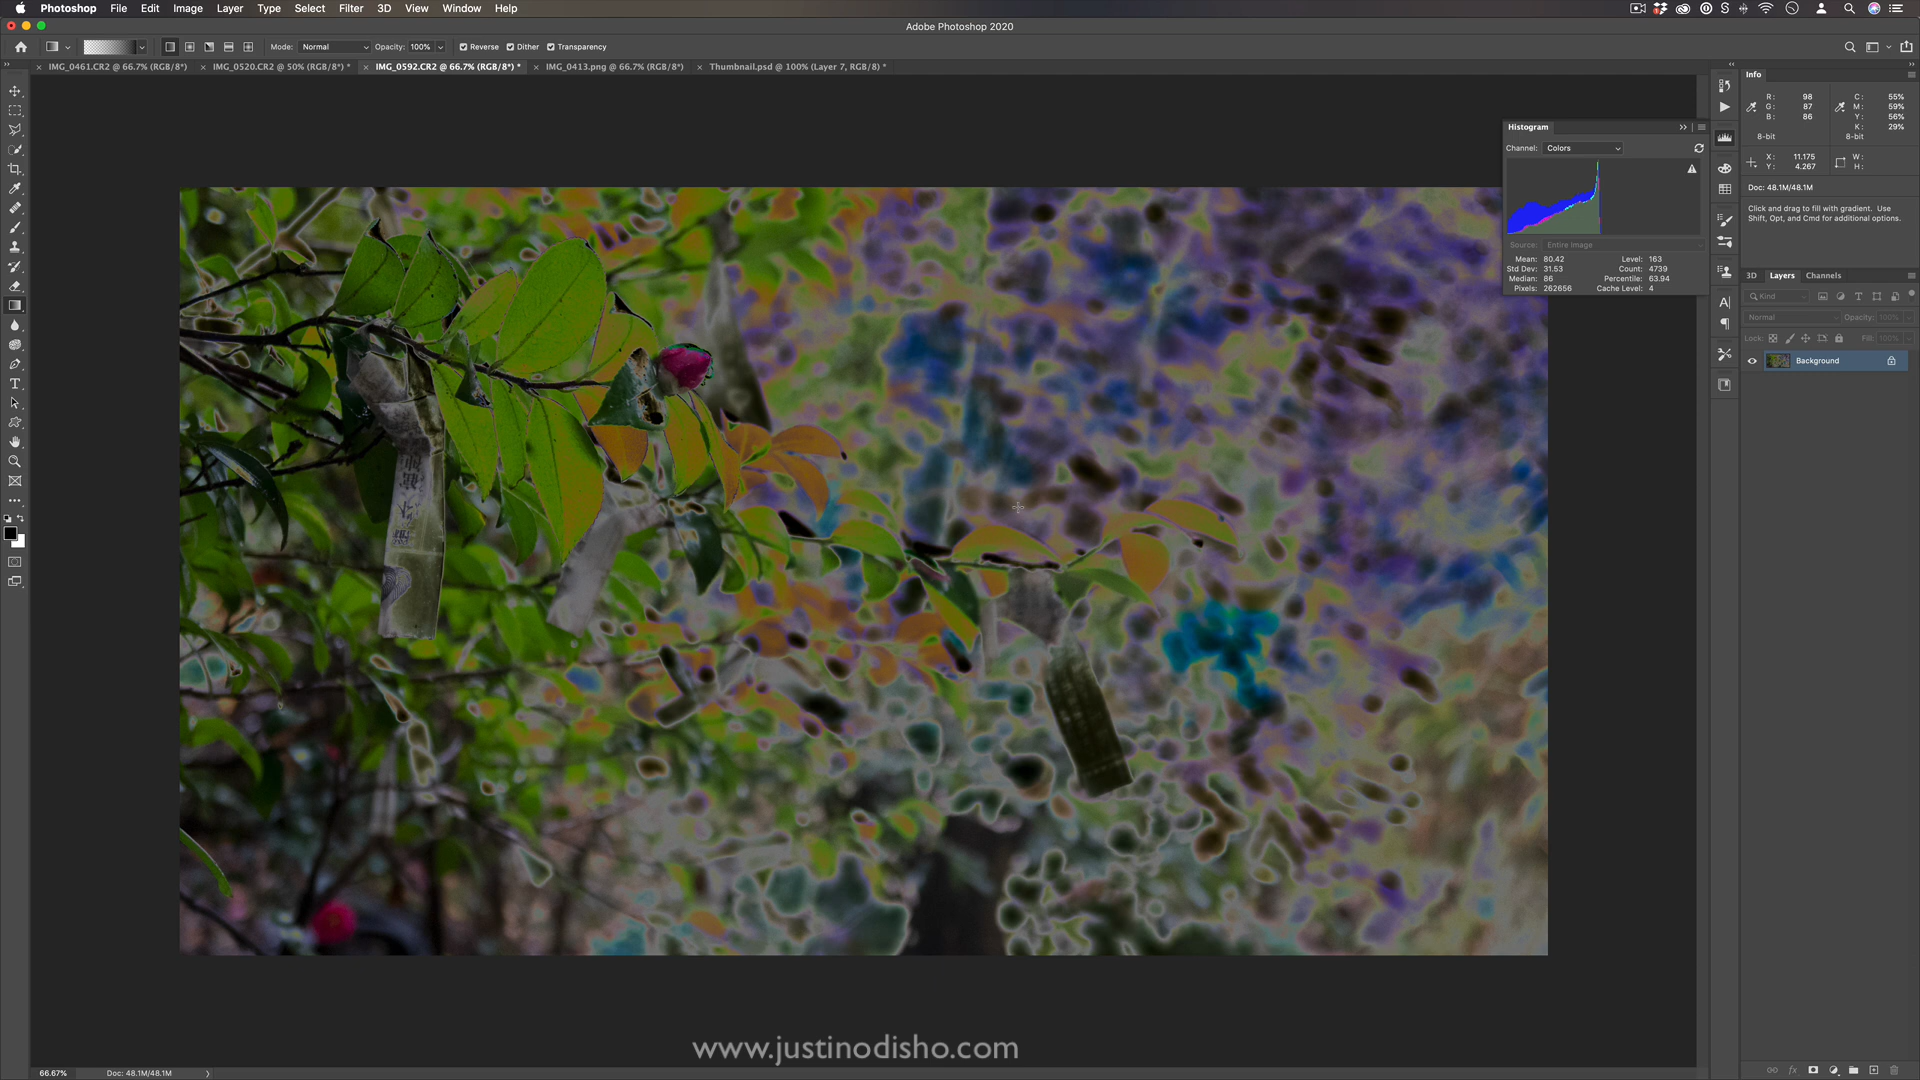 Photoshop File Edit Image Layer Type Select Filter 3D View Window Help
Adobe Photoshop 2020
Mode: Normal Opacity: 100% Reverse Dither Transparency
IMG_0461.CR2 @ 66.7% (RGB/8*)
IMG_0520.CR2 @ 50% (RGB/8*) *
IMG_0592.CR2 @ 66.7% (RGB/8*) *
IMG_0413.png @ 66.7% (RGB/8*)
Thumbnail.psd @ 100% (Layer 7, RGB/8) *
Info
R: 98 C: 55%
G: 87 M: 59%
B: 86 Y: 56%
K: 29%
8-bit 8-bit
X: 11.175 W:
Y: 4.267 H:
Doc: 48.1M/48.1M
Click and drag to fill with gradient. Use
Shift, Opt, and Cmd for additional options.
Histogram
Channel: Colors
Source: Entire Image
Mean: 80.42 Level: 163
Std Dev: 31.53 Count: 4739
Median: 86 Percentile: 63.94
Pixels: 262656 Cache Level: 4
3D Layers Channels
Kind
Normal Opacity: 100%
Lock: Fill: 100%
Background
www.justinodisho.com
66.67% Doc: 48.1M/48.1M